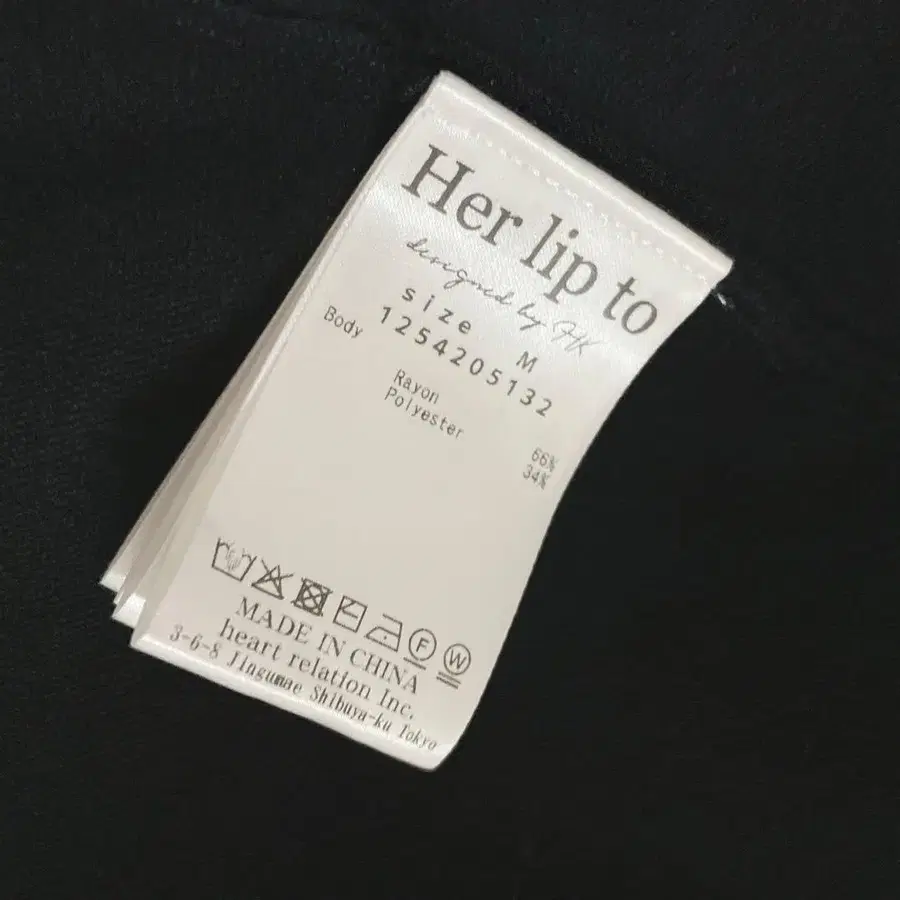 Her lip to
designed by HK
size M
1254205132
Body
Rayon 66%
Polyester 34%
F W
MADE IN CHINA
heart relation Inc.
3-6-8 Jingumae Shibuya-ku Tokyo